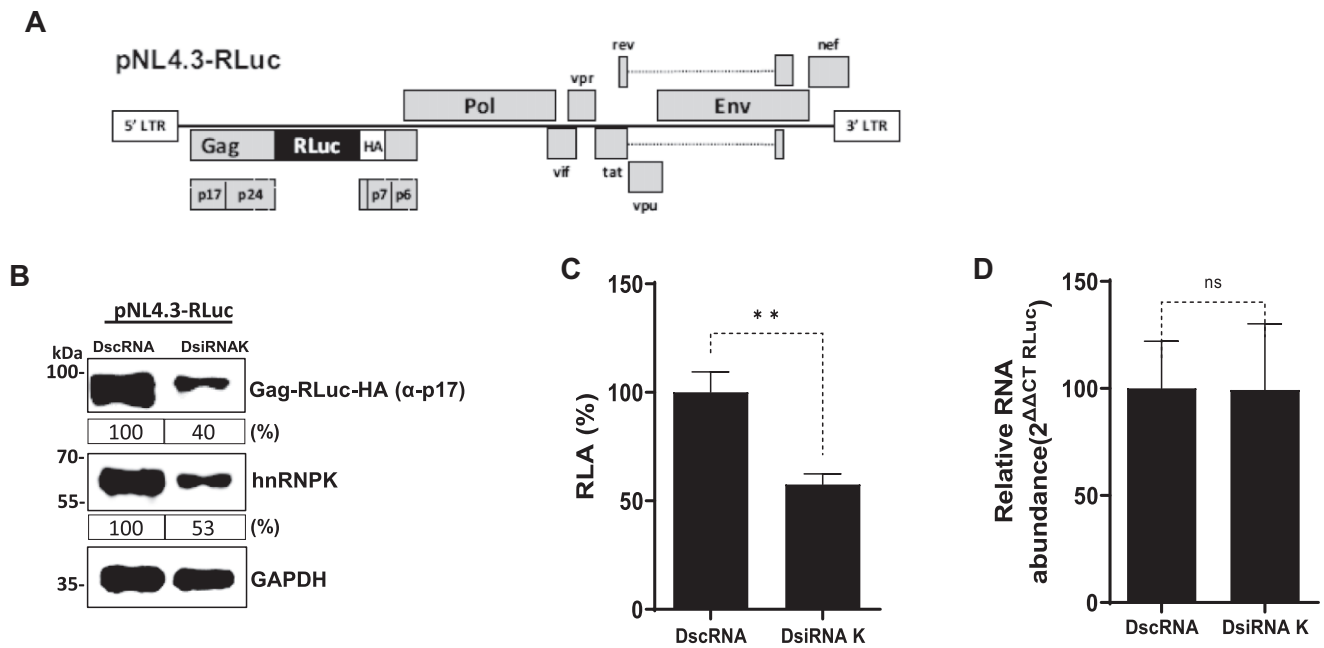 A
pNL4.3-RLuc
rev
nef
vpr
Pol
Env
5' LTR
3' LTR
Gag
RLuc
HA
vif
tat
p17
p24
p7
p6
vpu
B
pNL4.3-RLuc
DscRNA
DsiRNAK
kDa
100-
Gag-RLuc-HA (α-p17)
100
40
(%)
70-
hnRNPK
55-
100
53
(%)
35-
GAPDH
C
150
**
100
RLA (%)
50
0
DscRNA
DsiRNA K
D
150
ns
100
Relative RNA
abundance(2ΔΔCT RLuc)
50
0
DscRNA
DsiRNA K